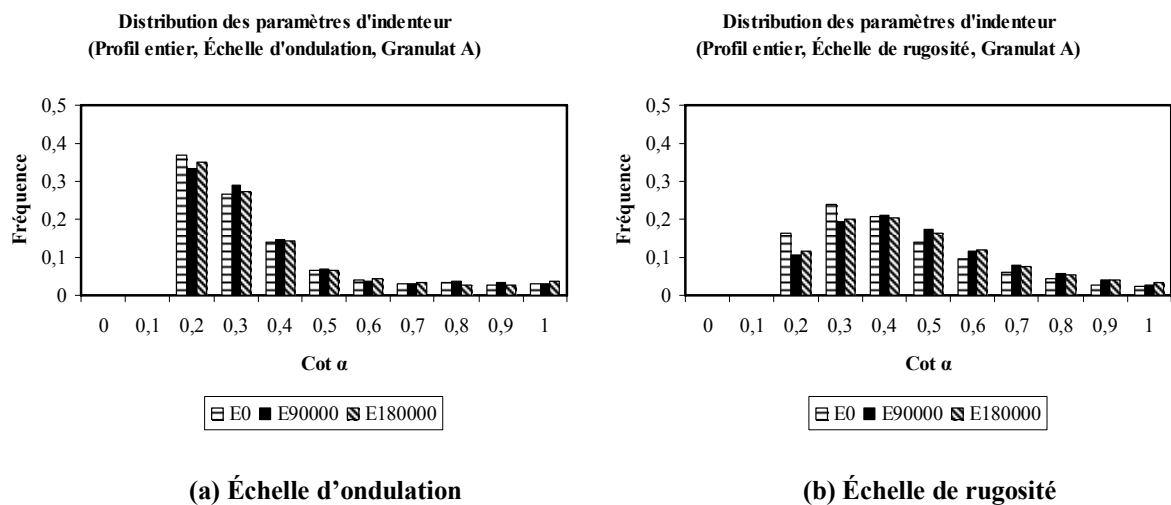 Distribution des paramètres d'indenteur
(Profil entier, Échelle d'ondulation, Granulat A)
0,5
0,4
0,3
0,2
0,1
0
Fréquence
0 0,1 0,2 0,3 0,4 0,5 0,6 0,7 0,8 0,9 1
Cot α
E0 E90000 E180000
(a) Échelle d’ondulation
Distribution des paramètres d'indenteur
(Profil entier, Échelle de rugosité, Granulat A)
0,5
0,4
0,3
0,2
0,1
0
Fréquence
0 0,1 0,2 0,3 0,4 0,5 0,6 0,7 0,8 0,9 1
Cot α
E0 E90000 E180000
(b) Échelle de rugosité